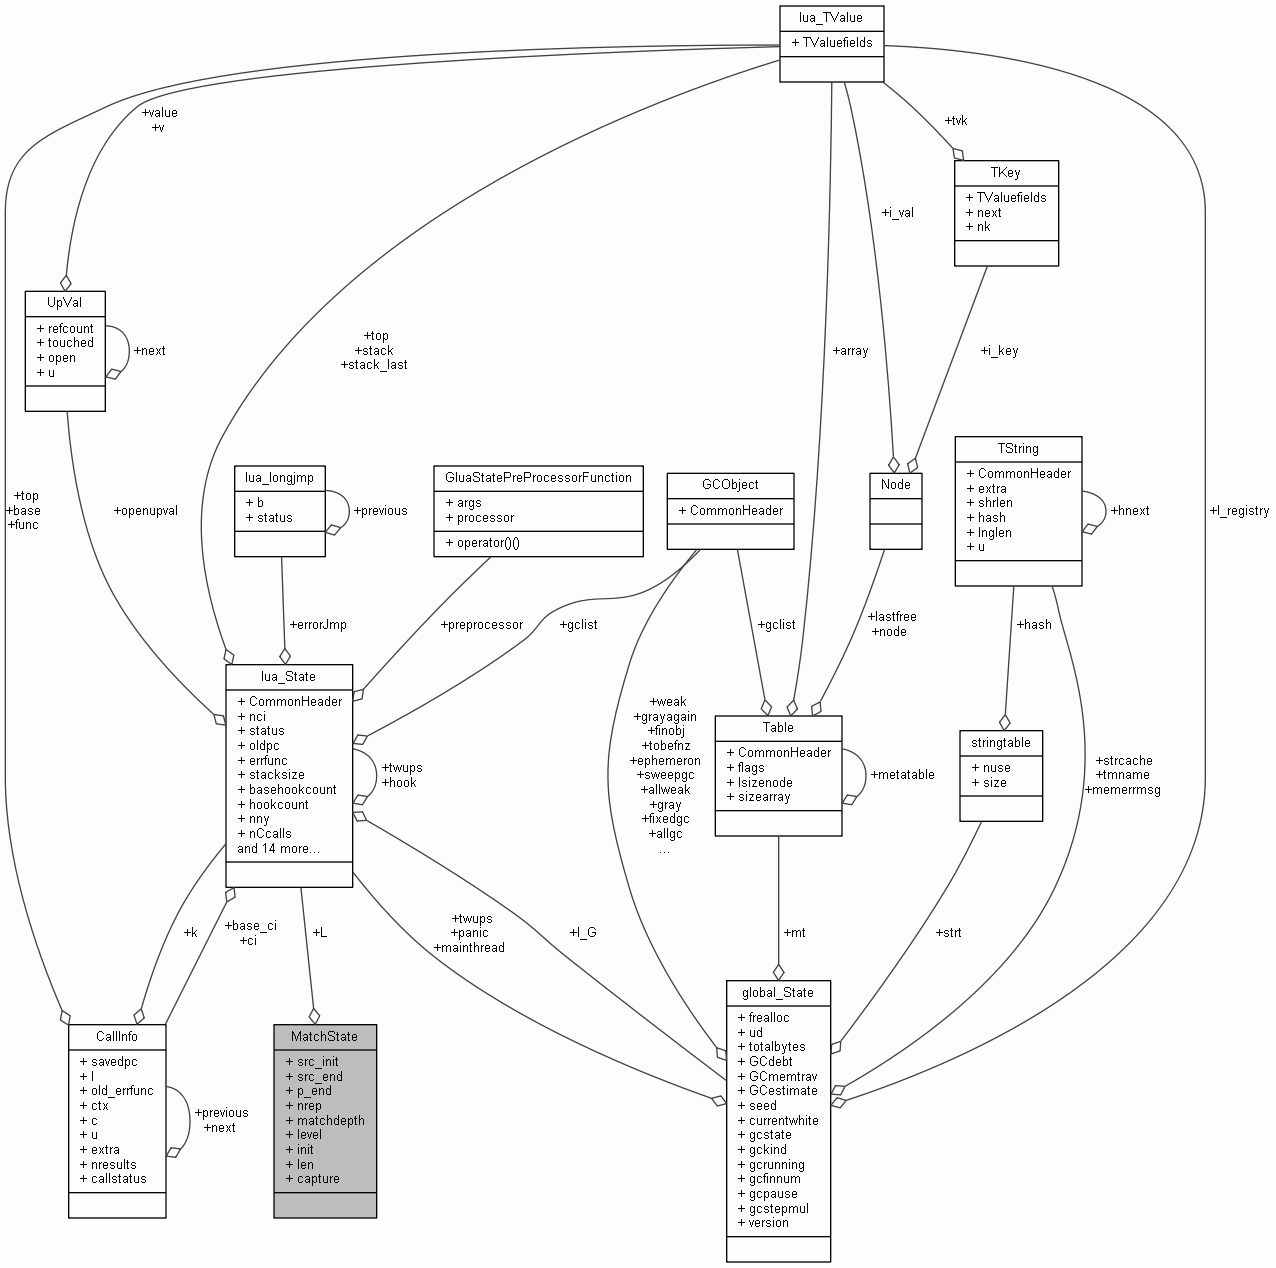 lua_TValue
+ TValuefields
+value
+v
+tvk
TKey
+ TValuefields
+ next
+ nk
+i_val
UpVal
+ refcount
+ touched
+ open
+ u
+next
+top
+stack
+stack_last
+array
+i_key
TString
+ CommonHeader
+ extra
+ shrlen
+ hash
+ lnglen
+ u
+hnext
lua_longjmp
+ b
+ status
+previous
GluaStatePreProcessorFunction
+ args
+ processor
+ operator()()
GCObject
+ CommonHeader
Node
+top
+base
+func
+openupval
+l_registry
+errorJmp
+preprocessor
+gclist
+gclist
+lastfree
+node
+hash
lua_State
+ CommonHeader
+ nci
+ status
+ oldpc
+ errfunc
+ stacksize
+ basehookcount
+ hookcount
+ nny
+ nCcalls
and 14 more...
+twups
+hook
+weak
+grayagain
+finobj
+tobefnz
+ephemeron
+sweepgc
+allweak
+gray
+fixedgc
+allgc
...
Table
+ CommonHeader
+ flags
+ lsizenode
+ sizearray
+metatable
stringtable
+ nuse
+ size
+strcache
+tmname
+memerrmsg
+k
+base_ci
+ci
+L
+twups
+panic
+mainthread
+l_G
+mt
+strt
CallInfo
+ savedpc
+ l
+ old_errfunc
+ ctx
+ c
+ u
+ extra
+ nresults
+ callstatus
+previous
+next
MatchState
+ src_init
+ src_end
+ p_end
+ nrep
+ matchdepth
+ level
+ init
+ len
+ capture
global_State
+ frealloc
+ ud
+ totalbytes
+ GCdebt
+ GCmemtrav
+ GCestimate
+ seed
+ currentwhite
+ gcstate
+ gckind
+ gcrunning
+ gcfinnum
+ gcpause
+ gcstepmul
+ version